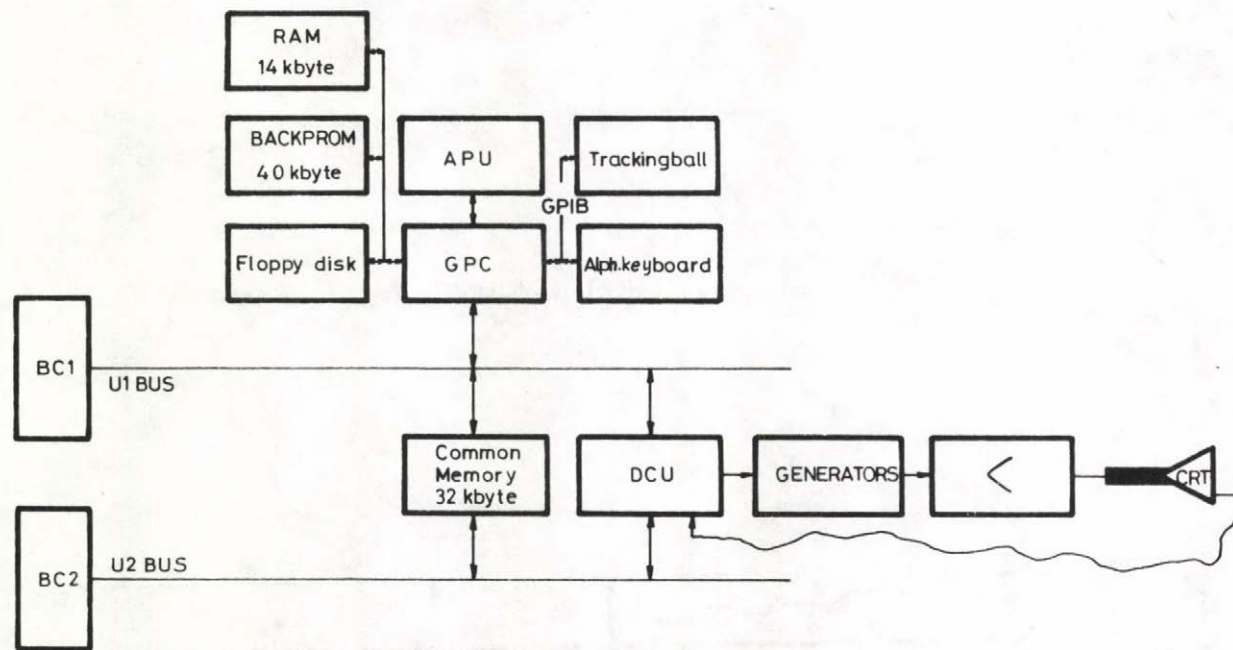 RAM
14 kbyte
BACKPROM
40 kbyte
APU
Trackingball
GPIB
Floppy disk
GPC
Alph.keyboard
BC1
U1 BUS
Common
Memory
32 kbyte
DCU
GENERATORS
<
CRT
BC2
U2 BUS